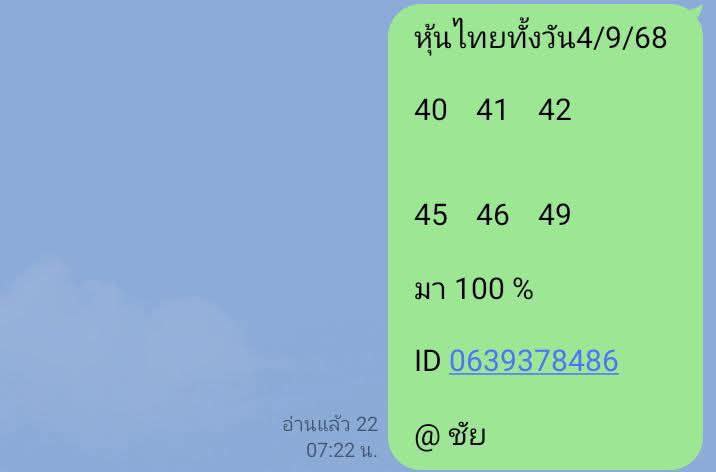 หุ้นไทยทั้งวัน4/9/68
40 41 42
45 46 49
มา 100 %
ID 0639378486
@ ชัย
อ่านแล้ว 22
07:22 น.